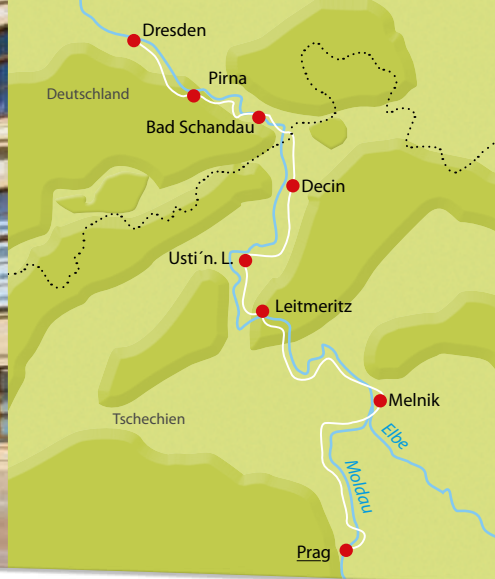 Dresden
Pirna
Deutschland
Bad Schandau
Decin
Usti´n. L.
Leitmeritz
Melnik
Tschechien
Elbe
Moldau
Prag